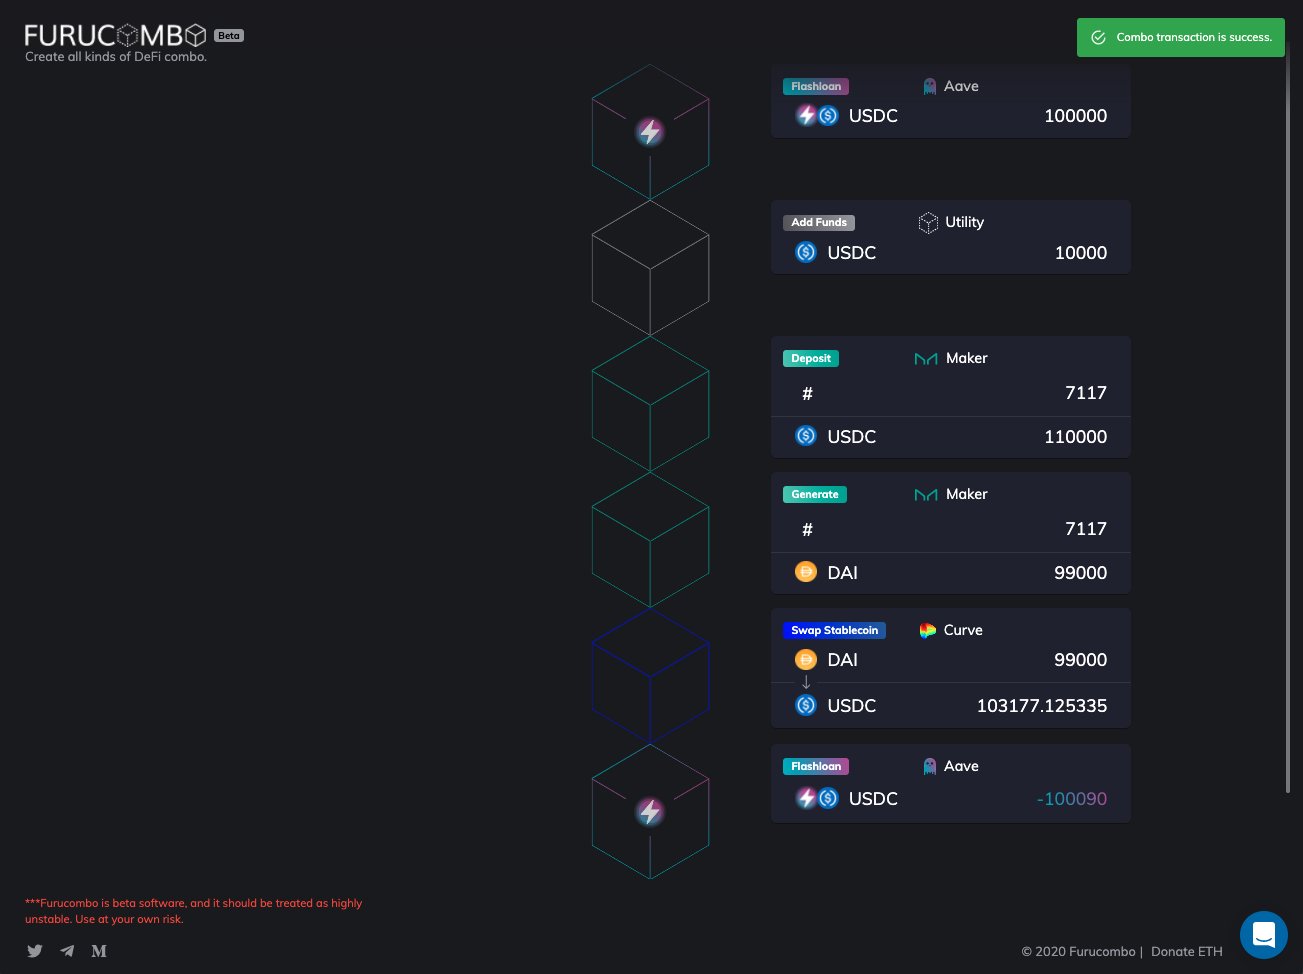 FURUCOMBO Beta
Create all kinds of DeFi combo.
Combo transaction is success.
Flashloan Aave
USDC 100000
Add Funds Utility
USDC 10000
Deposit Maker
# 7117
USDC 110000
Generate Maker
# 7117
DAI 99000
Swap Stablecoin Curve
DAI 99000
USDC 103177.125335
Flashloan Aave
USDC -100090
***Furucombo is beta software, and it should be treated as highly
unstable. Use at your own risk.
© 2020 Furucombo | Donate ETH